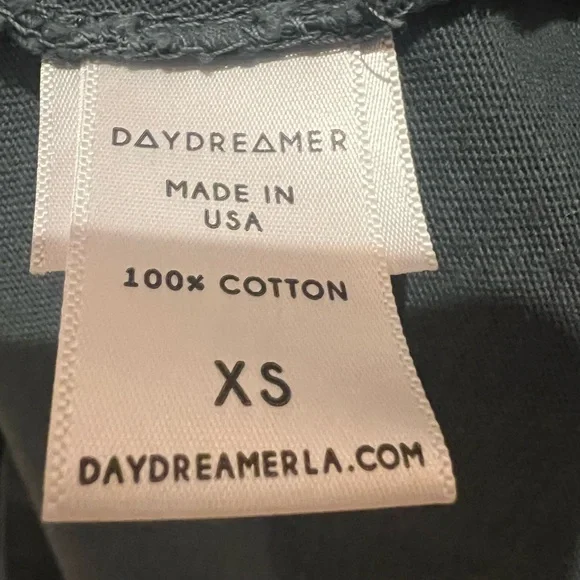 DAYDREAMER
MADE IN
USA
100% COTTON
XS
DAYDREAMERLA.COM